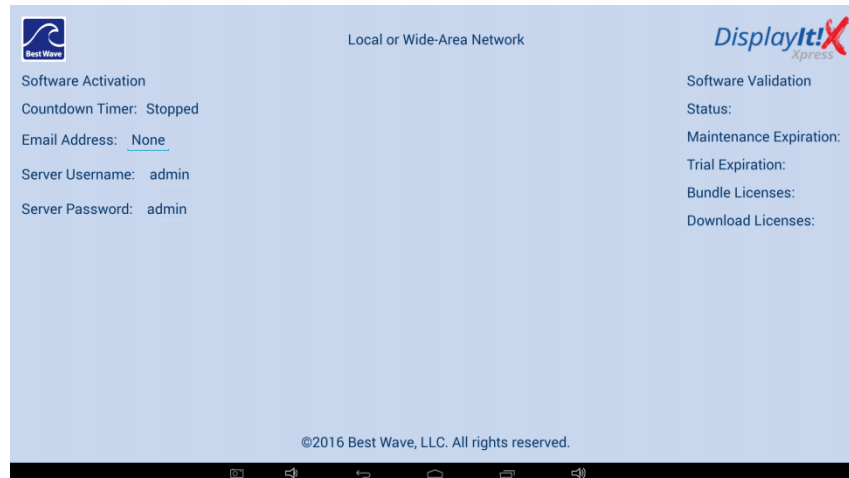 Best Wave
Local or Wide-Area Network
DisplayIt!X
Xpress
Software Activation
Countdown Timer: Stopped
Email Address: None
Server Username: admin
Server Password: admin
Software Validation
Status:
Maintenance Expiration:
Trial Expiration:
Bundle Licenses:
Download Licenses:
©2016 Best Wave, LLC. All rights reserved.